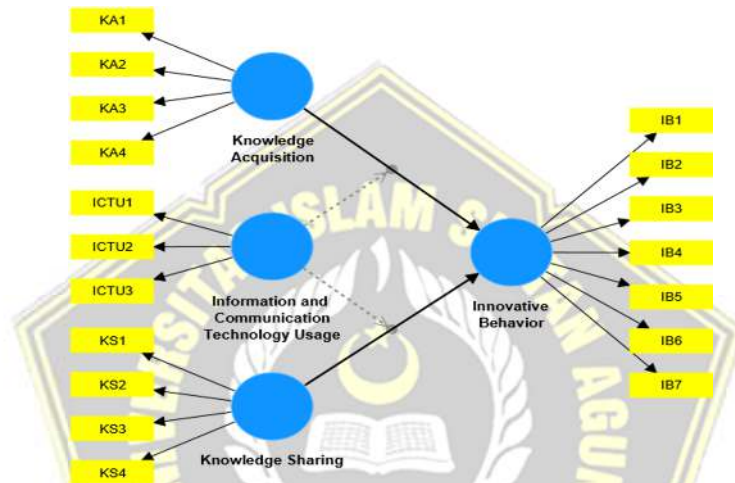 KA1
KA2
KA3
KA4
Knowledge
Acquisition
ICTU1
ICTU2
ICTU3
Information and
Communication
Technology Usage
KS1
KS2
KS3
KS4
Knowledge Sharing
IB1
IB2
IB3
IB4
IB5
IB6
IB7
Innovative
Behavior
ISLAM